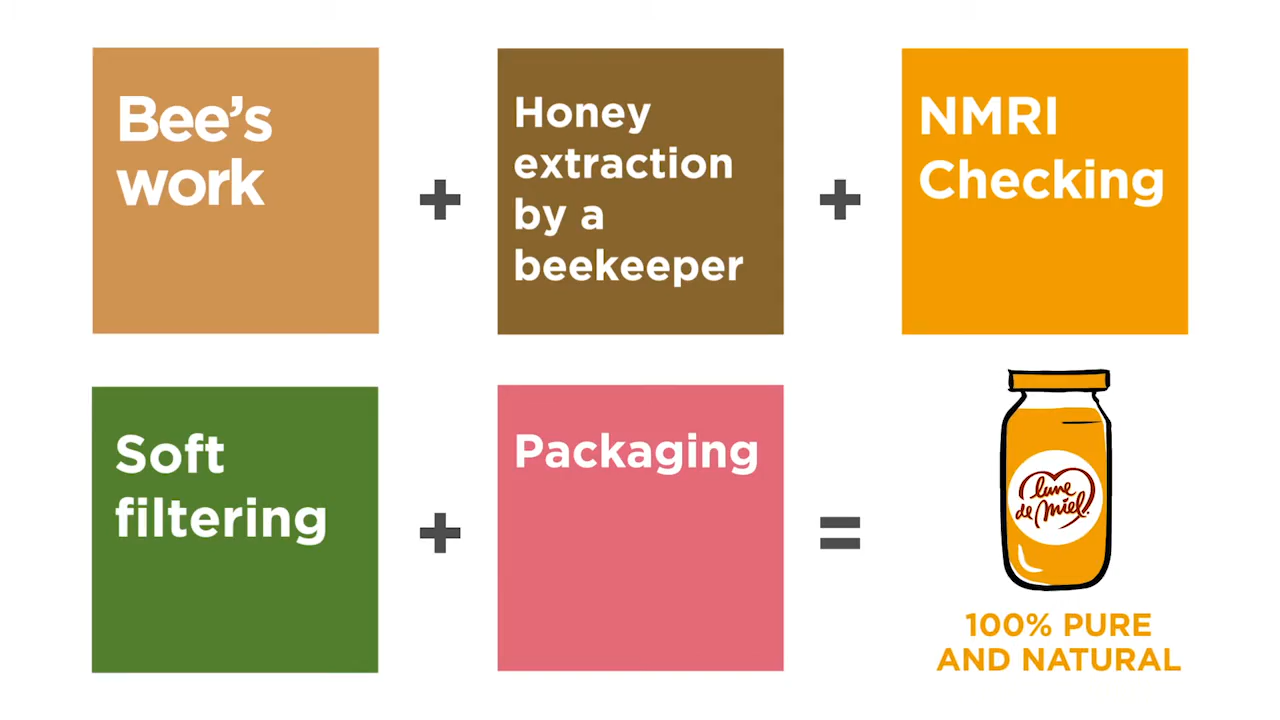 Bee's
work
+
Honey
extraction
by a
beekeeper
+
NMRI
Checking
Soft
filtering
+
Packaging
=
lune
de miel.
100% PURE
AND NATURAL